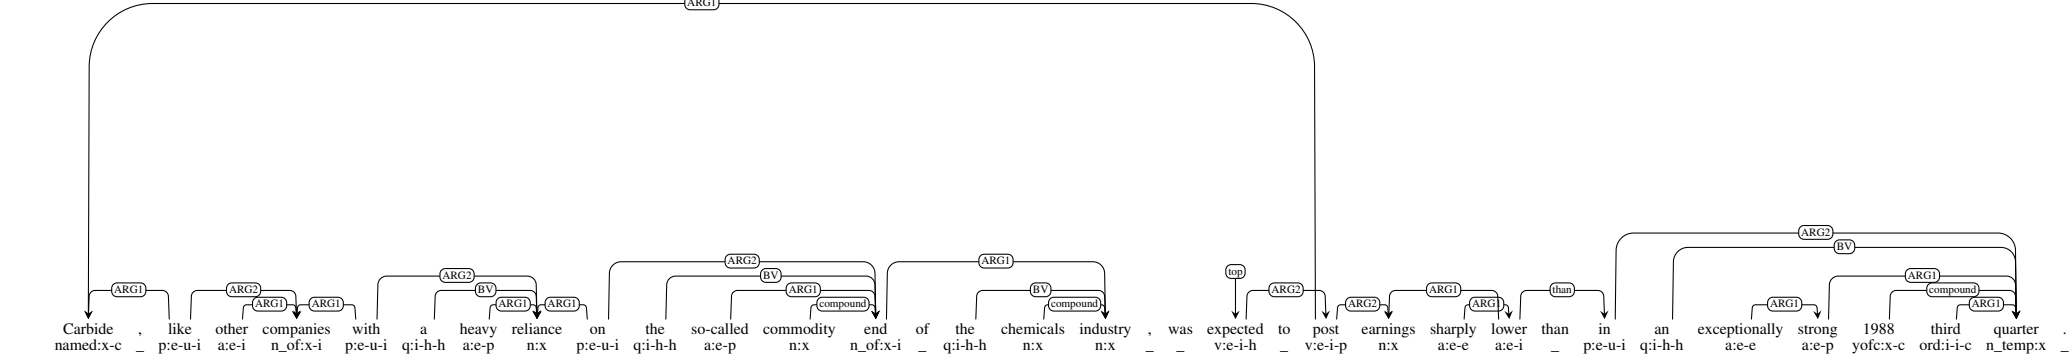 ARG1
ARG2 BV
top
ARG2 ARG1
ARG2 BV ARG1
ARG1 ARG2 BV ARG1 BV ARG2 ARG1 than compound
ARG1 ARG1 ARG1 ARG1 compound compound ARG2 ARG1 ARG1 ARG1
Carbide , like other companies with a heavy reliance on the so-called commodity end of the chemicals industry , was expected to post earnings sharply lower than in an exceptionally strong 1988 third quarter .
named:x-c _ p:e-u-i a:e-i n_of:x-i p:e-u-i q:i-h-h a:e-p n:x p:e-u-i q:i-h-h a:e-p n:x n_of:x-i _ q:i-h-h n:x n:x _ _ v:e-i-h _ v:e-i-p n:x a:e-e a:e-i _ p:e-u-i q:i-h-h a:e-e a:e-p yofc:x-c ord:i-i-c n_temp:x _